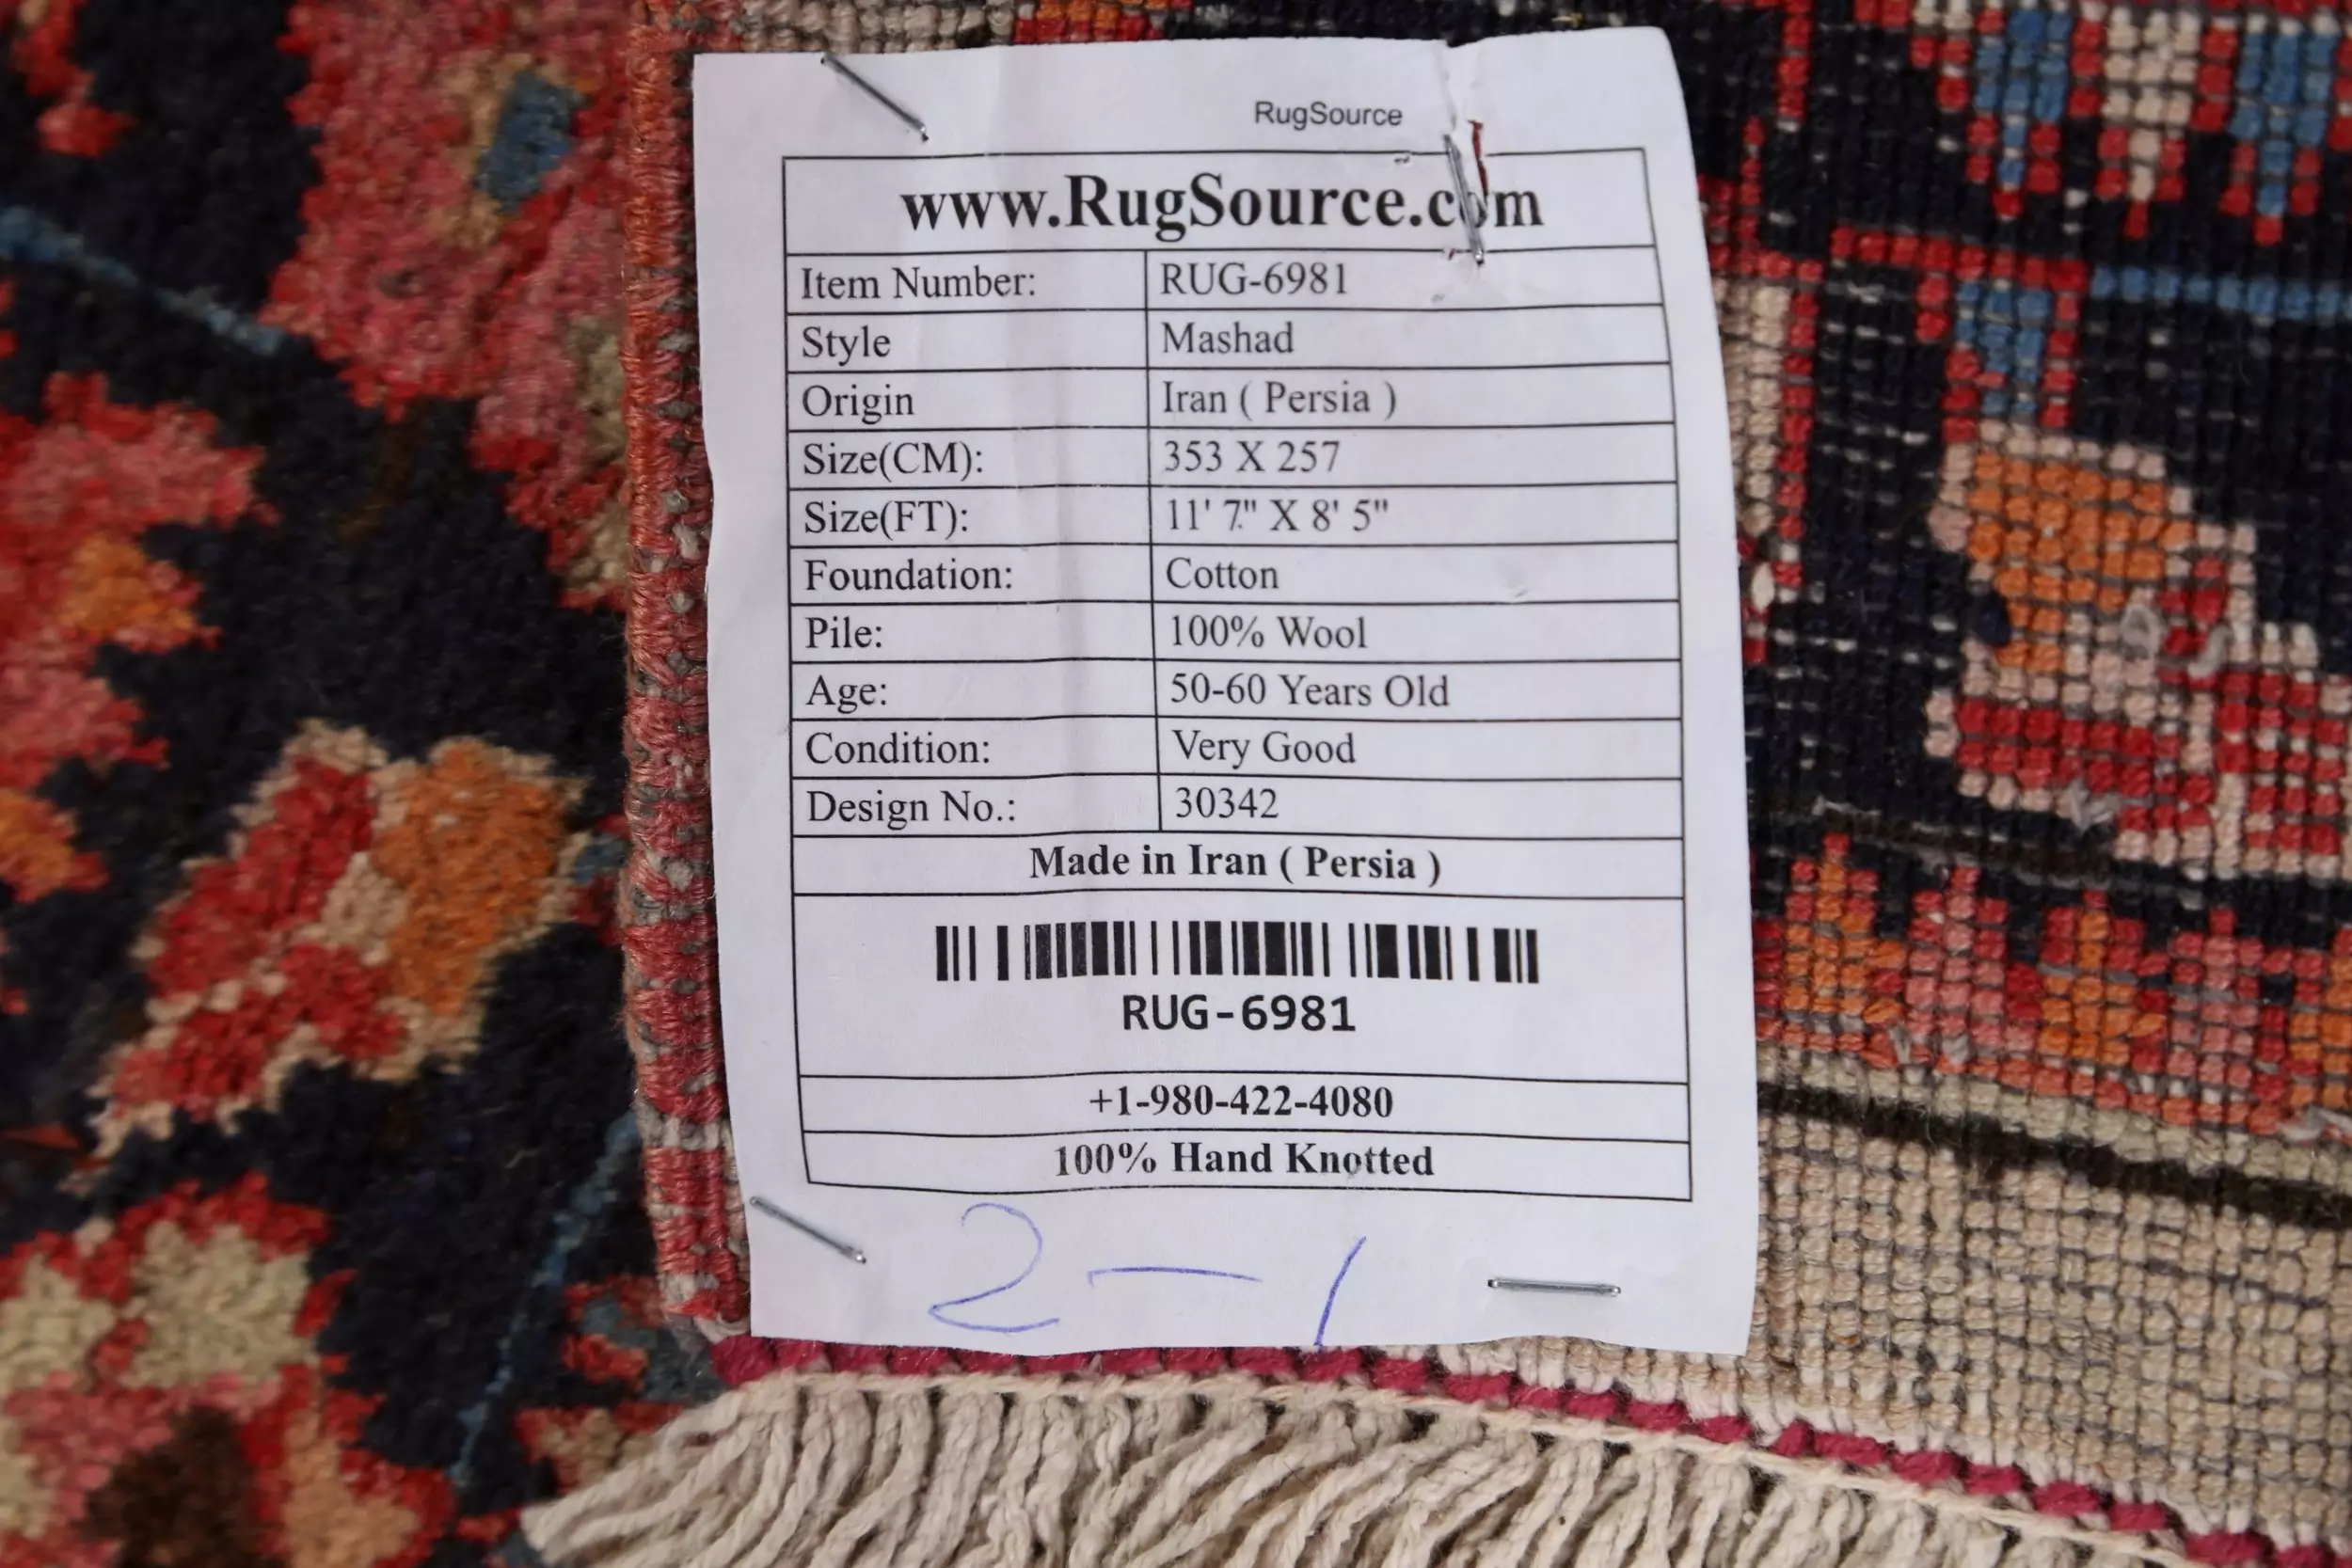 RugSource
www.RugSource.com
Item Number: RUG-6981
Style Mashad
Origin Iran ( Persia )
Size(CM): 353 X 257
Size(FT): 11' 7" X 8' 5"
Foundation: Cotton
Pile: 100% Wool
Age: 50-60 Years Old
Condition: Very Good
Design No.: 30342
Made in Iran ( Persia )
RUG-6981
+1-980-422-4080
100% Hand Knotted
2-1